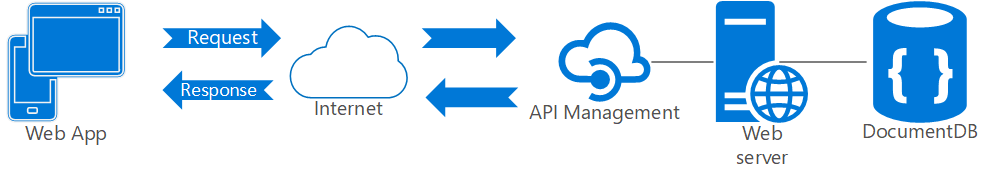 Request
Response
Web App
Internet
API Management
Web
server
{ }
DocumentDB